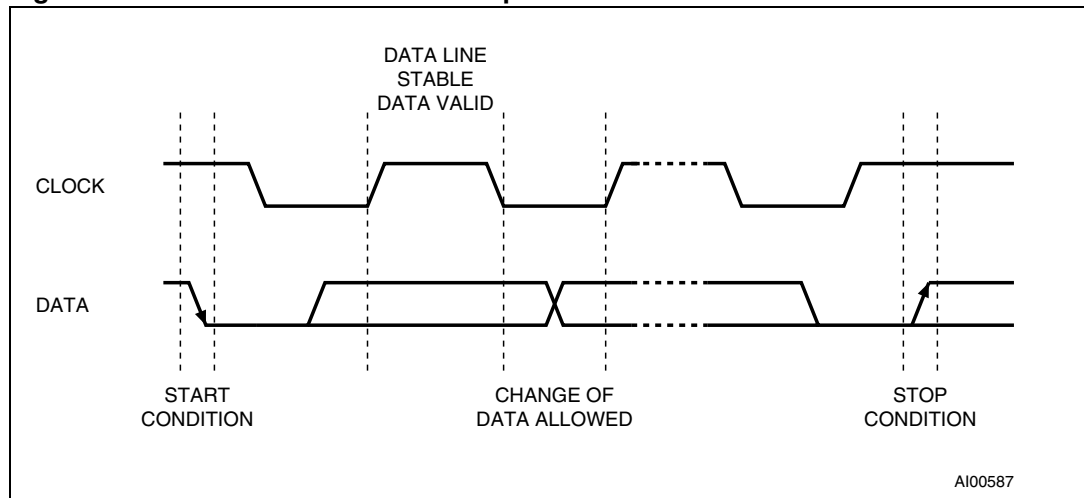 DATA LINE
STABLE
DATA VALID
CLOCK
DATA
START
CONDITION
CHANGE OF
DATA ALLOWED
STOP
CONDITION
AI00587